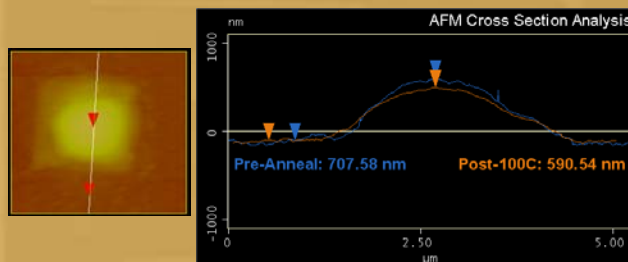 nm
AFM Cross Section Analysis
1000
0
-1000
Pre-Anneal: 707.58 nm
Post-100C: 590.54 nm
0
2.50
5.00
μm